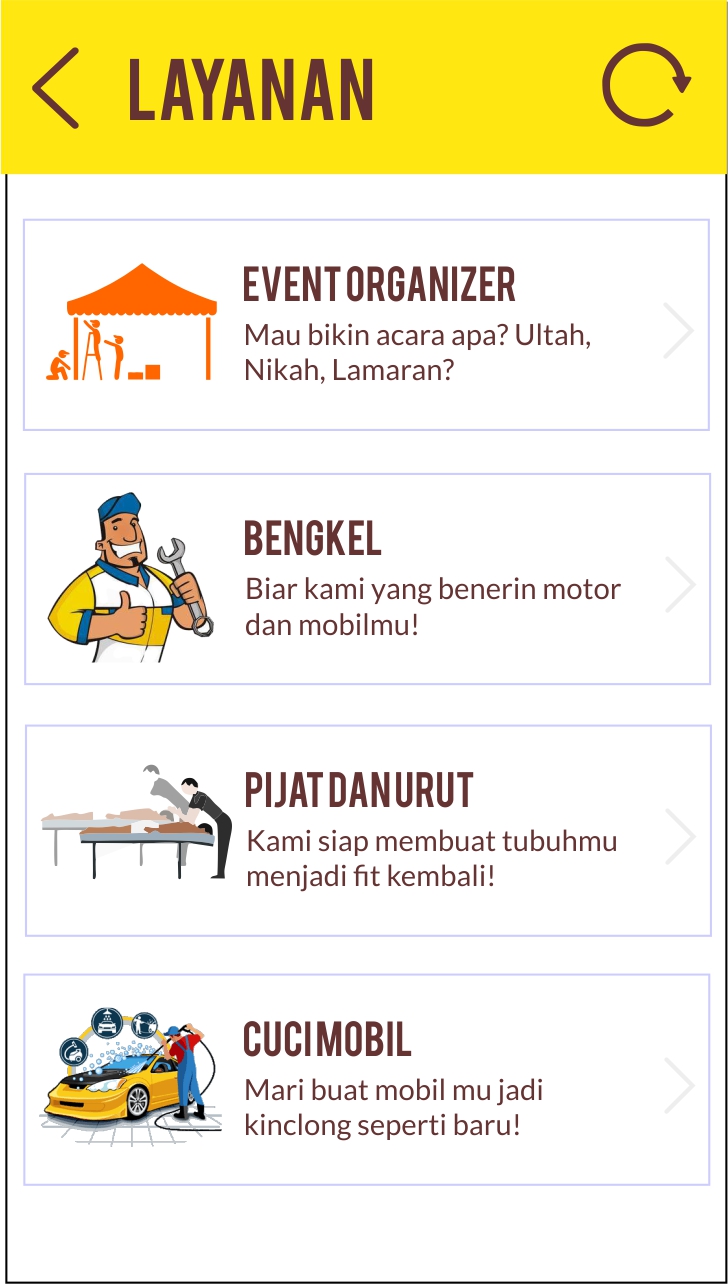 LAYANAN
EVENT ORGANIZER
Mau bikin acara apa? Ultah,
Nikah, Lamaran?
BENGKEL
Biar kami yang benerin motor
dan mobilmu!
PIJAT DAN URUT
Kami siap membuat tubuhmu
menjadi fit kembali!
CUCI MOBIL
Mari buat mobil mu jadi
kinclong seperti baru!